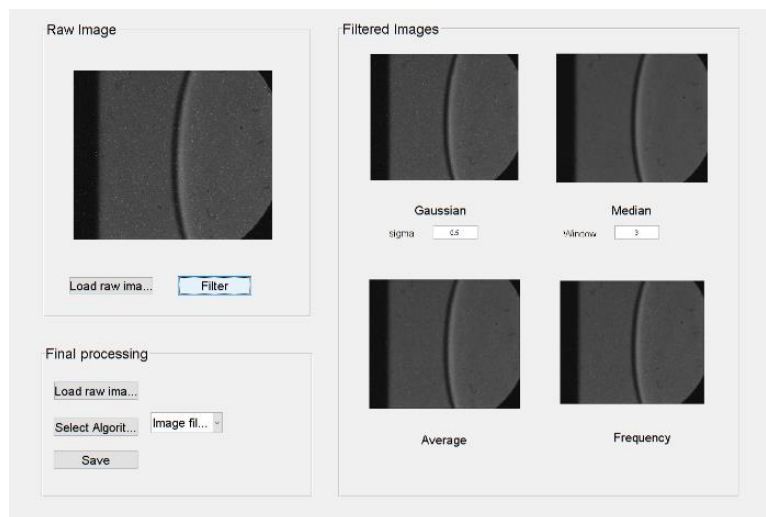 Raw Image
Load raw ima...
Filter
Filtered Images
Gaussian
sigma 0.5
Median
Window 3
Average
Frequency
Final processing
Load raw ima...
Select Algorit...
Image fil...
Save